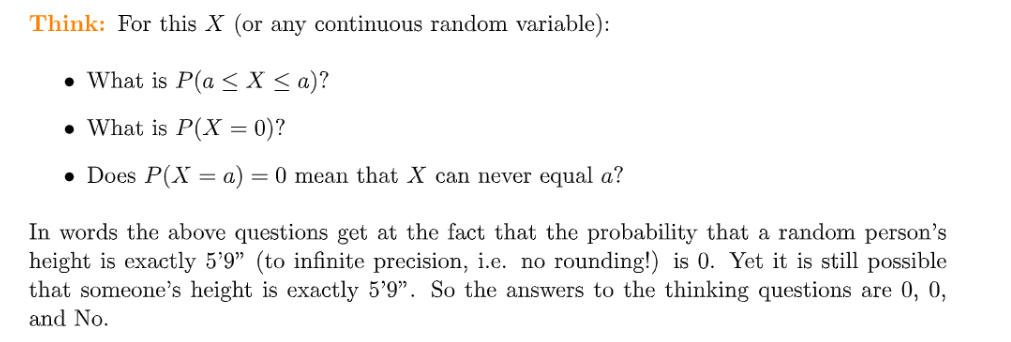 Think: For this X (or any continuous random variable):
• What is P(a ≤ X ≤ a)?
• What is P(X = 0)?
• Does P(X = a) = 0 mean that X can never equal a?
In words the above questions get at the fact that the probability that a random person's
height is exactly 5'9" (to infinite precision, i.e. no rounding!) is 0. Yet it is still possible
that someone's height is exactly 5'9". So the answers to the thinking questions are 0, 0,
and No.